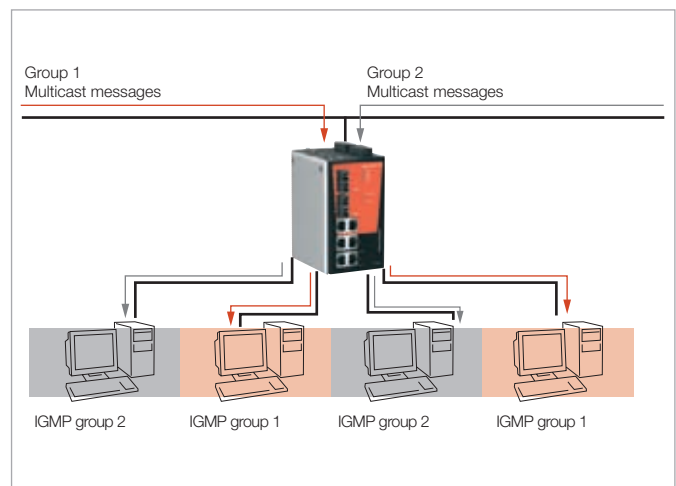 Group 1
Multicast messages
Group 2
Multicast messages
IGMP group 2
IGMP group 1
IGMP group 2
IGMP group 1